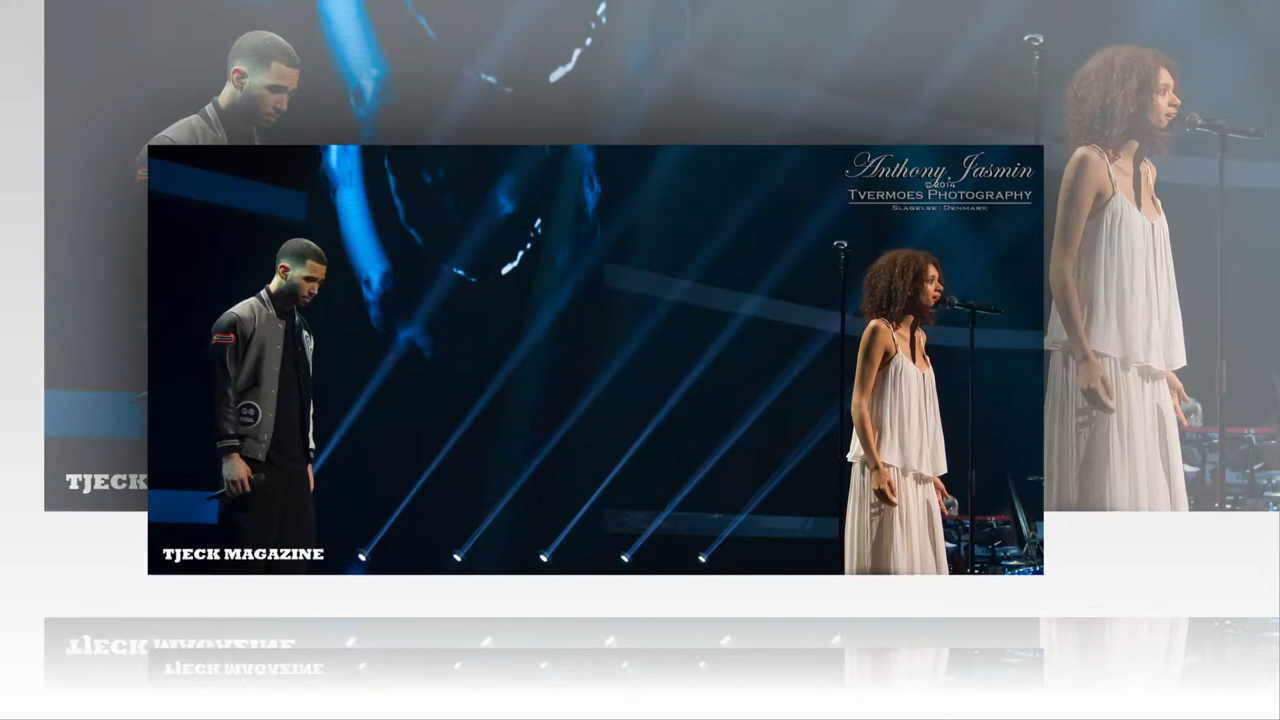 Anthony Jasmin
© 2014
TVERMOES PHOTOGRAPHY
SLAGELSE - DENMARK
TJECK MAGAZINE
TJECK